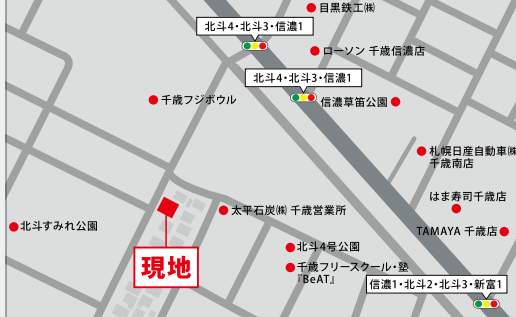 目黒鉄工㈱
北斗4・北斗3・信濃1
ローソン 千歳信濃店
北斗4・北斗3・信濃1
千歳フジボウル
信濃草笛公園
札幌日産自動車㈱
千歳南店
はま寿司千歳店
太平石炭㈱ 千歳営業所
北斗すみれ公園
TAMAYA 千歳店
北斗4号公園
現地
千歳フリースクール・塾
『BeAT』
信濃1・北斗2・北斗3・新富1